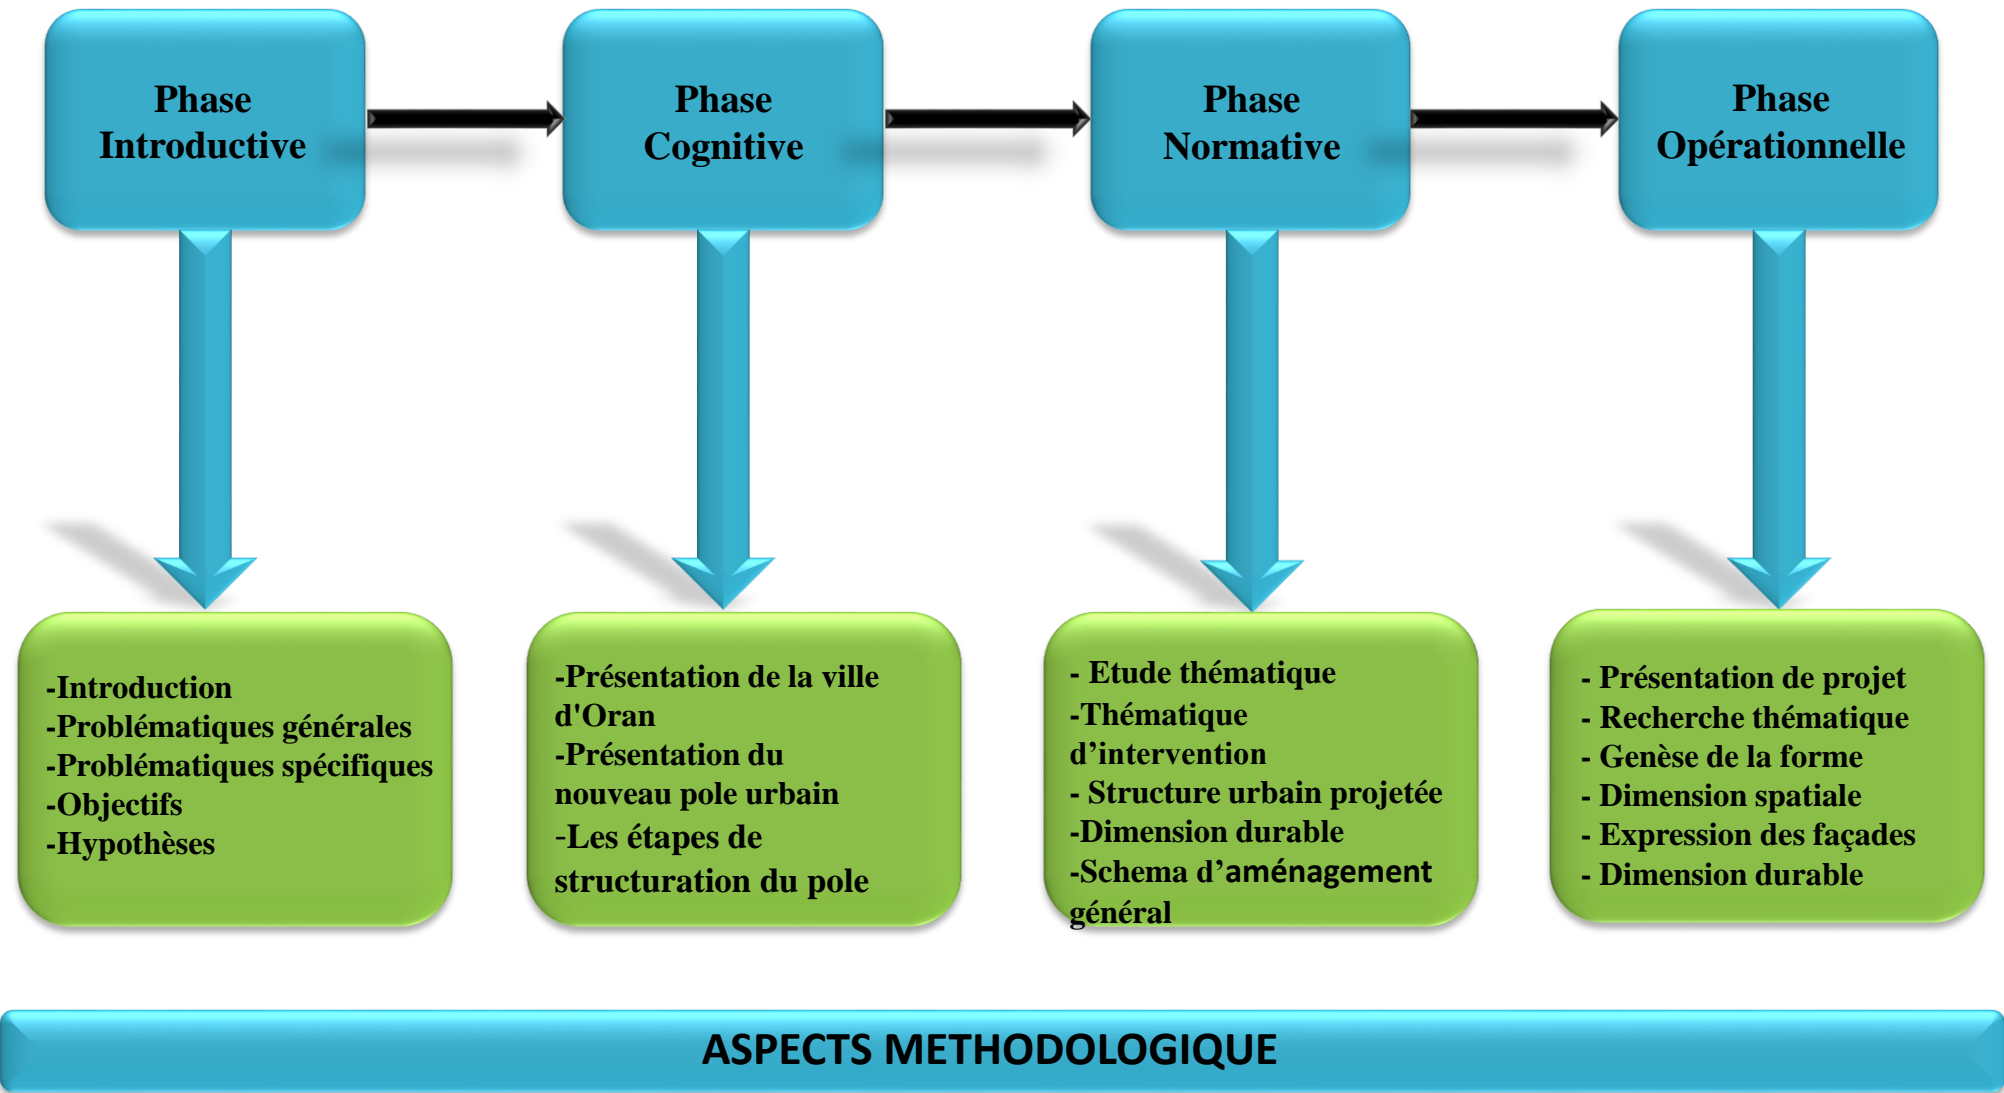 Phase
Introductive
Phase
Cognitive
Phase
Normative
Phase
Opérationnelle
-Introduction
-Problématiques générales
-Problématiques spécifiques
-Objectifs
-Hypothèses
-Présentation de la ville
d'Oran
-Présentation du
nouveau pole urbain
-Les étapes de
structuration du pole
- Etude thématique
-Thématique
d’intervention
- Structure urbain projetée
-Dimension durable
-Schema d’aménagement
général
- Présentation de projet
- Recherche thématique
- Genèse de la forme
- Dimension spatiale
- Expression des façades
- Dimension durable
ASPECTS METHODOLOGIQUE